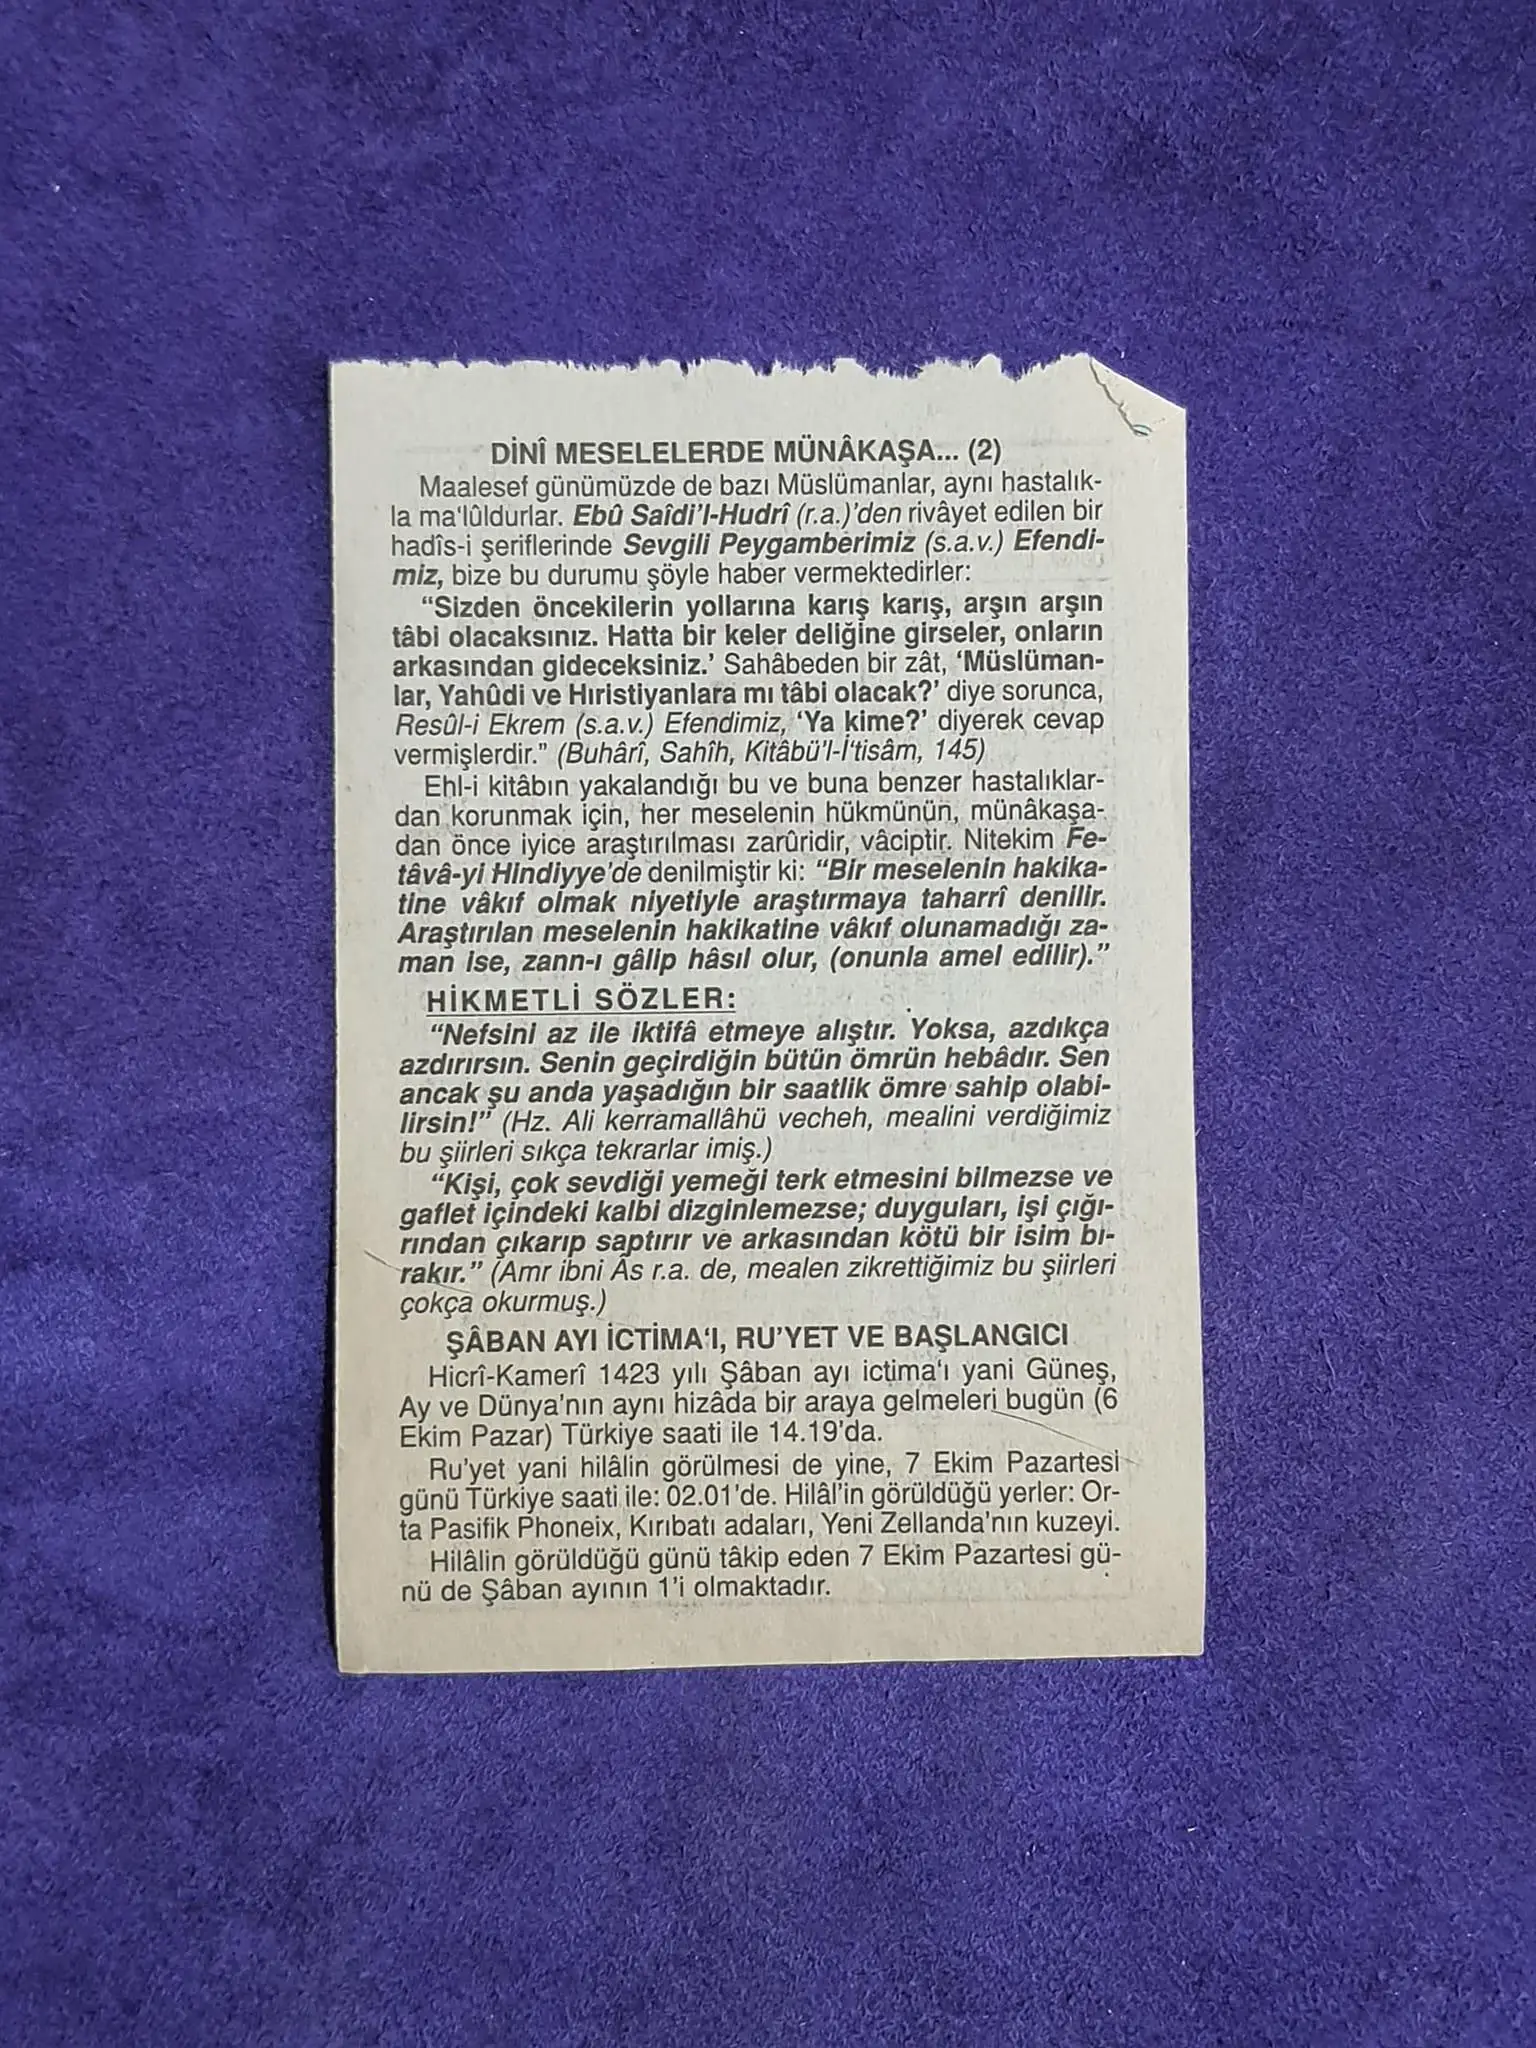 DİNÎ MESELELERDE MÜNÂKAŞA... (2)
Maalesef günümüzde de bazı Müslümanlar, aynı hastalık-
la ma‘lûldurlar. Ebû Saîdi’l-Hudrî (r.a.)’den rivâyet edilen bir
hadîs-i şeriflerinde Sevgili Peygamberimiz (s.a.v.) Efendi-
miz, bize bu durumu şöyle haber vermektedirler:
“Sizden öncekilerin yollarına karış karış, arşın arşın
tâbi olacaksınız. Hatta bir keler deliğine girseler, onların
arkasından gideceksiniz.’ Sahâbeden bir zât, ‘Müslüman-
lar, Yahûdi ve Hıristiyanlara mı tâbi olacak?’ diye sorunca,
Resûl-i Ekrem (s.a.v.) Efendimiz, ‘Ya kime?’ diyerek cevap
vermişlerdir.” (Buhârî, Sahîh, Kitâbü’l-İ‘tisâm, 145)
Ehl-i kitâbın yakalandığı bu ve buna benzer hastalıklar-
dan korunmak için, her meselenin hükmünün, münâkaşa-
dan önce iyice araştırılması zarûridir, vâciptir. Nitekim Fe-
tâvâ-yi Hindiyye’de denilmiştir ki: “Bir meselenin hakika-
tine vâkıf olmak niyetiyle araştırmaya taharrî denilir.
Araştırılan meselenin hakikatine vâkıf olunamadığı za-
man ise, zann-ı gâlip hâsıl olur, (onunla amel edilir).”
HİKMETLİ SÖZLER:
“Nefsini az ile iktifâ etmeye alıştır. Yoksa, azdıkça
azdırırsın. Senin geçirdiğin bütün ömrün hebâdır. Sen
ancak şu anda yaşadığın bir saatlik ömre sahip olabi-
lirsin!” (Hz. Ali kerramallâhü vecheh, mealini verdiğimiz
bu şiirleri sıkça tekrarlar imiş.)
“Kişi, çok sevdiği yemeği terk etmesini bilmezse ve
gaflet içindeki kalbi dizginlemezse; duyguları, işi çığı-
rından çıkarıp saptırır ve arkasından kötü bir isim bı-
rakır.” (Amr ibni Âs r.a. de, mealen zikrettiğimiz bu şiirleri
çokça okurmuş.)
ŞÂBAN AYI İCTİMA‘I, RU’YET VE BAŞLANGICI
Hicrî-Kamerî 1423 yılı Şâban ayı ictima‘ı yani Güneş,
Ay ve Dünya’nın aynı hizâda bir araya gelmeleri bugün (6
Ekim Pazar) Türkiye saati ile 14.19’da.
Ru’yet yani hilâlin görülmesi de yine, 7 Ekim Pazartesi
günü Türkiye saati ile: 02.01’de. Hilâl’in görüldüğü yerler: Or-
ta Pasifik Phoneix, Kırıbatı adaları, Yeni Zellanda’nın kuzeyi.
Hilâlin görüldüğü günü tâkip eden 7 Ekim Pazartesi gü-
nü de Şâban ayının 1’i olmaktadır.